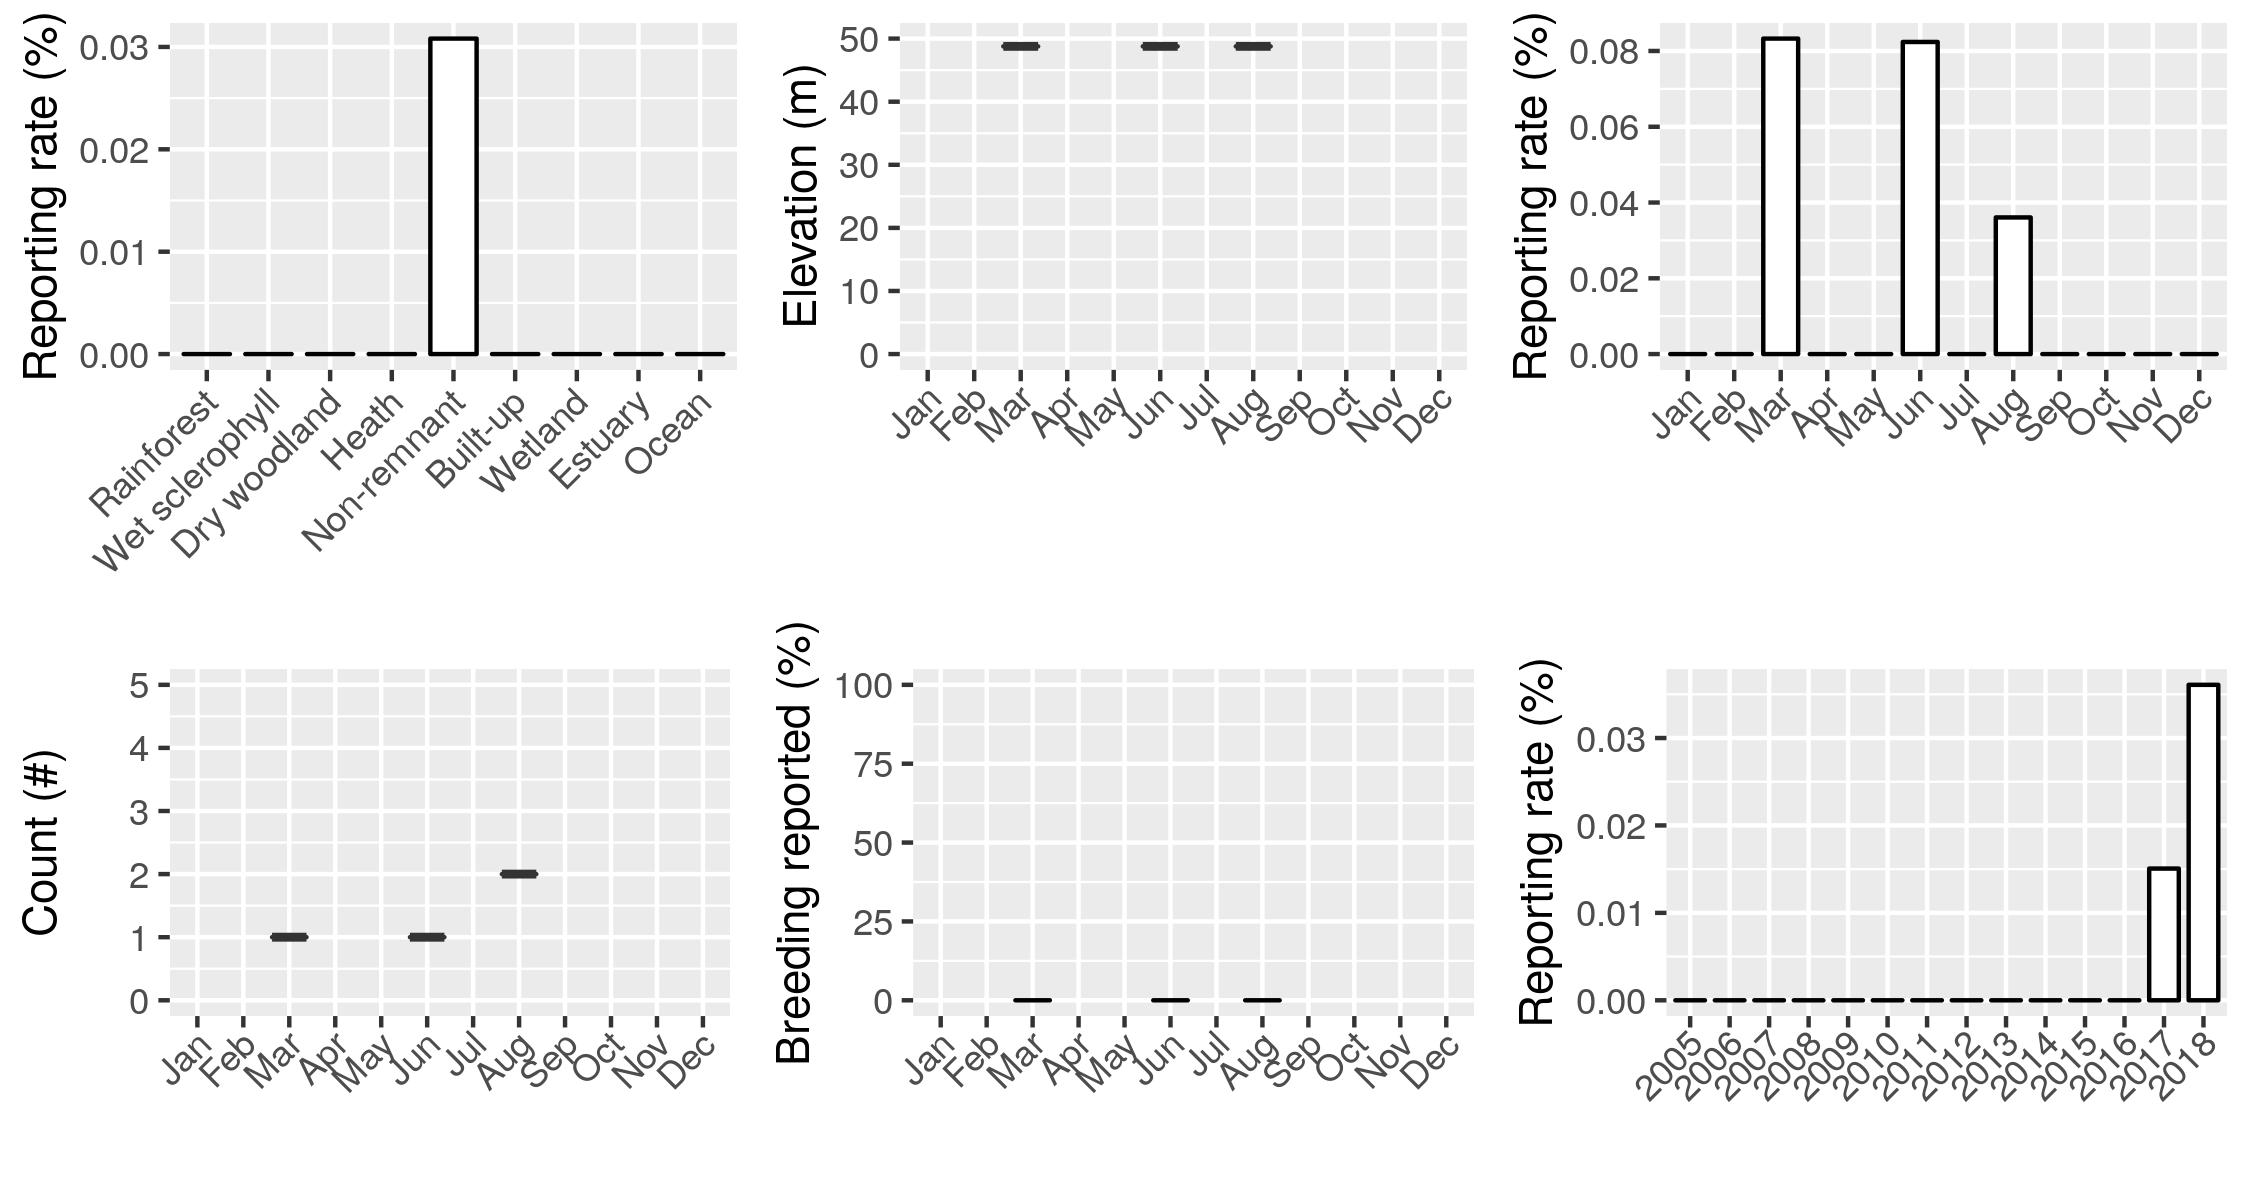 Reporting rate (%)
0.03
0.02
0.01
0.00
Rainforest
Wet sclerophyll
Dry woodland
Heath
Non-remnant
Built-up
Wetland
Estuary
Ocean
Elevation (m)
50
40
30
20
10
0
Jan
Feb
Mar
Apr
May
Jun
Jul
Aug
Sep
Oct
Nov
Dec
Reporting rate (%)
0.08
0.06
0.04
0.02
0.00
Jan
Feb
Mar
Apr
May
Jun
Jul
Aug
Sep
Oct
Nov
Dec
Count (#)
5
4
3
2
1
0
Jan
Feb
Mar
Apr
May
Jun
Jul
Aug
Sep
Oct
Nov
Dec
Breeding reported (%)
100
75
50
25
0
Jan
Feb
Mar
Apr
May
Jun
Jul
Aug
Sep
Oct
Nov
Dec
Reporting rate (%)
0.03
0.02
0.01
0.00
2005
2006
2007
2008
2009
2010
2011
2012
2013
2014
2015
2016
2017
2018